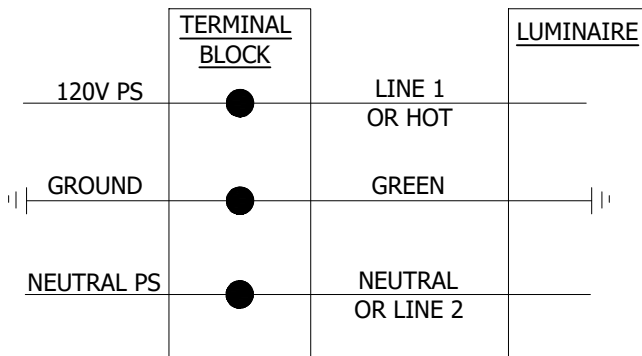 TERMINAL
BLOCK
LUMINAIRE
120V PS
LINE 1
OR HOT
GROUND
GREEN
NEUTRAL PS
NEUTRAL
OR LINE 2